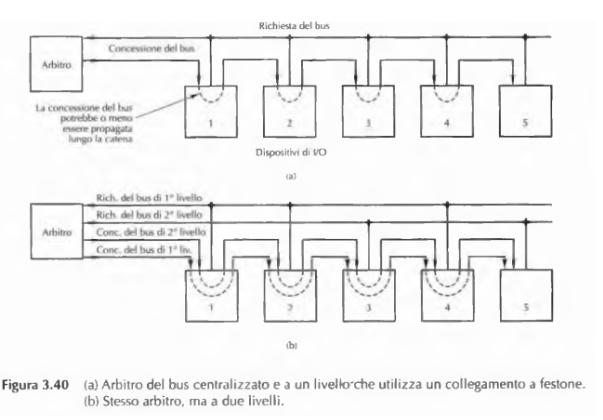 Richiesta del bus
Concessione del bus
Arbitro
La concessione del bus
potrebbe o meno
essere propagata
lungo la catena
1
2
3
4
5
Dispositivi di I/O
(a)
Rich. del bus di 1° livello
Rich. del bus di 2° livello
Arbitro
Conc. del bus di 2° livello
Conc. del bus di 1° liv.
1
2
3
4
5
(b)
Figura 3.40 (a) Arbitro del bus centralizzato e a un livello che utilizza un collegamento a festone.
(b) Stesso arbitro, ma a due livelli.